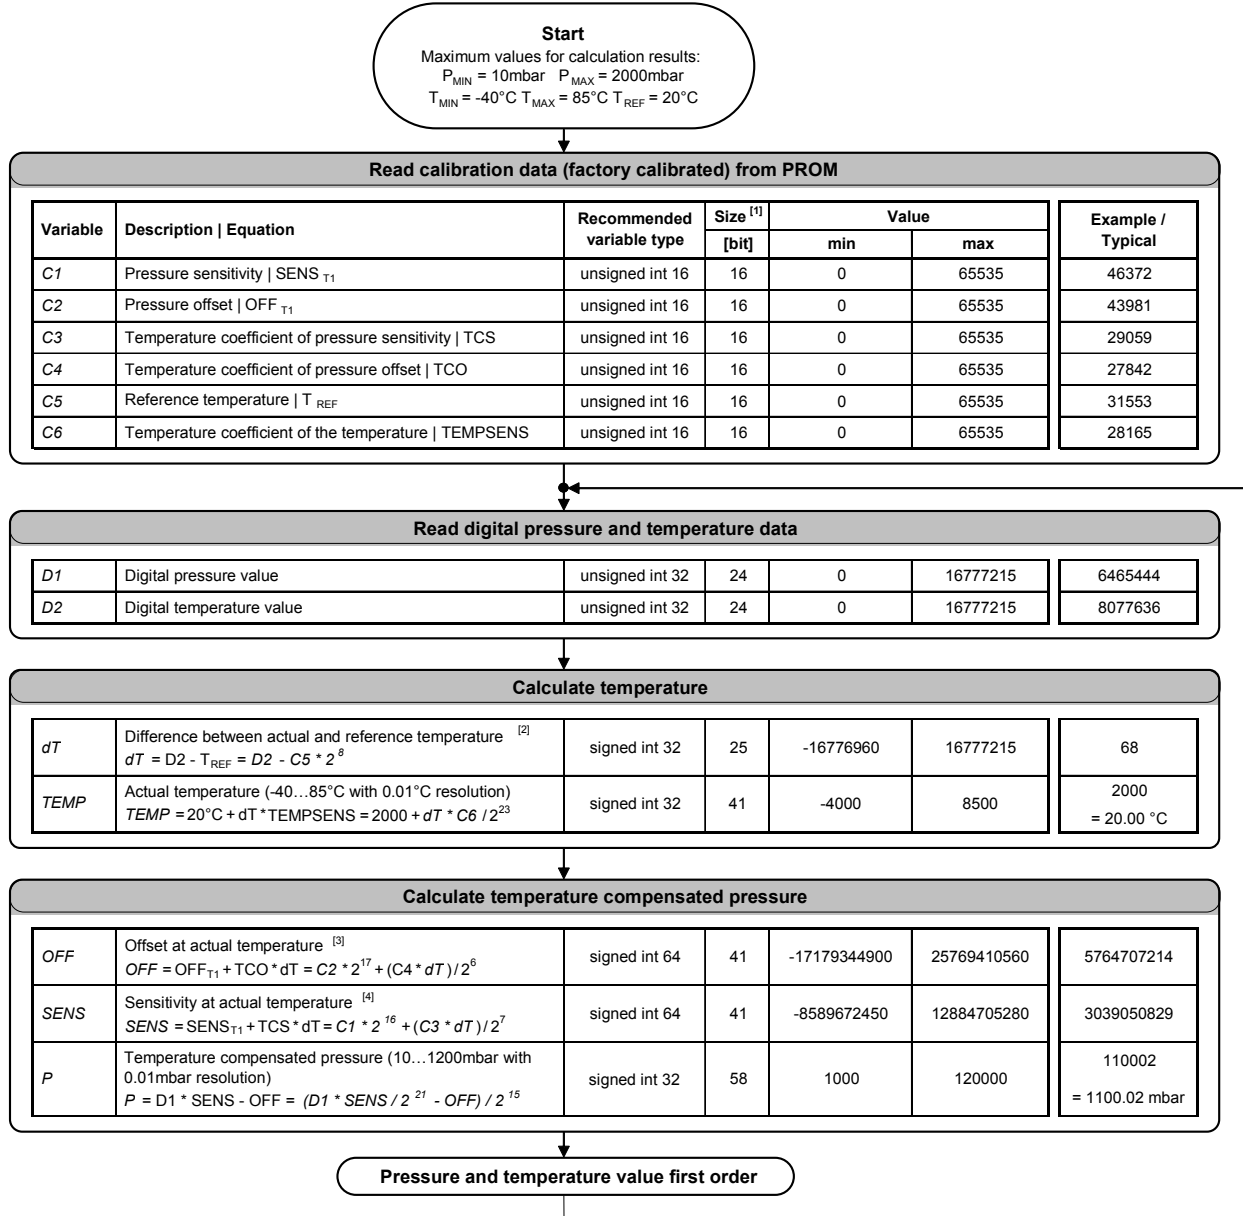 Start
Maximum values for calculation results:
P MIN = 10mbar P MAX = 2000mbar
T MIN = -40°C T MAX = 85°C T REF = 20°C
Read calibration data (factory calibrated) from PROM
Variable | Description | Equation | Recommended variable type | Size [1] [bit] | Value min | max | Example / Typical
C1 Pressure sensitivity | SENS T1 unsigned int 16 16 0 65535 46372
C2 Pressure offset | OFF T1 unsigned int 16 16 0 65535 43981
C3 Temperature coefficient of pressure sensitivity | TCS unsigned int 16 16 0 65535 29059
C4 Temperature coefficient of pressure offset | TCO unsigned int 16 16 0 65535 27842
C5 Reference temperature | T REF unsigned int 16 16 0 65535 31553
C6 Temperature coefficient of the temperature | TEMPSENS unsigned int 16 16 0 65535 28165
Read digital pressure and temperature data
D1 Digital pressure value unsigned int 32 24 0 16777215 6465444
D2 Digital temperature value unsigned int 32 24 0 16777215 8077636
Calculate temperature
dT Difference between actual and reference temperature [2]
dT = D2 - T REF = D2 - C5 * 2^8 signed int 32 25 -16776960 16777215 68
TEMP Actual temperature (-40…85°C with 0.01°C resolution)
TEMP = 20°C + dT * TEMPSENS = 2000 + dT * C6 / 2^23 signed int 32 41 -4000 8500 2000
= 20.00 °C
Calculate temperature compensated pressure
OFF Offset at actual temperature [3]
OFF = OFF T1 + TCO * dT = C2 * 2^17 + (C4 * dT ) / 2^6 signed int 64 41 -17179344900 25769410560 5764707214
SENS Sensitivity at actual temperature [4]
SENS = SENS T1 + TCS * dT = C1 * 2^16 + (C3 * dT ) / 2^7 signed int 64 41 -8589672450 12884705280 3039050829
P Temperature compensated pressure (10…1200mbar with
0.01mbar resolution)
P = D1 * SENS - OFF = (D1 * SENS / 2^21 - OFF) / 2^15 signed int 32 58 1000 120000 110002
= 1100.02 mbar
Pressure and temperature value first order